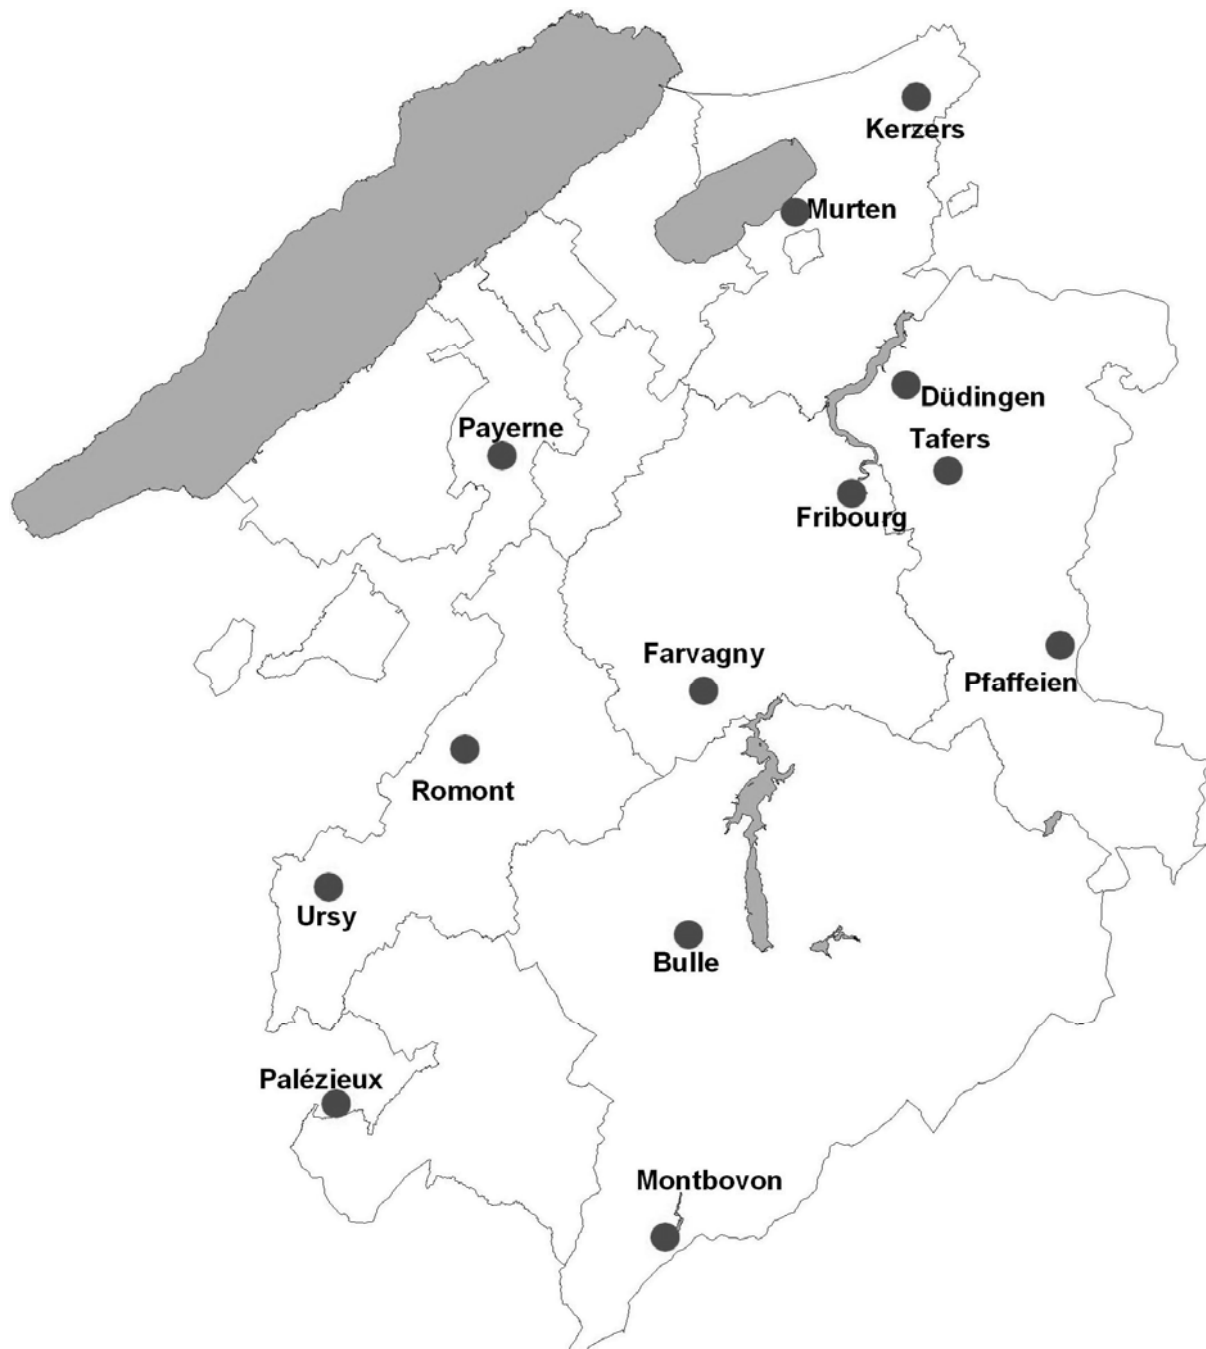 Kerzers
Murten
Düdingen
Payerne
Tafers
Fribourg
Farvagny
Pfaffeien
Romont
Ursy
Bulle
Palézieux
Montbovon